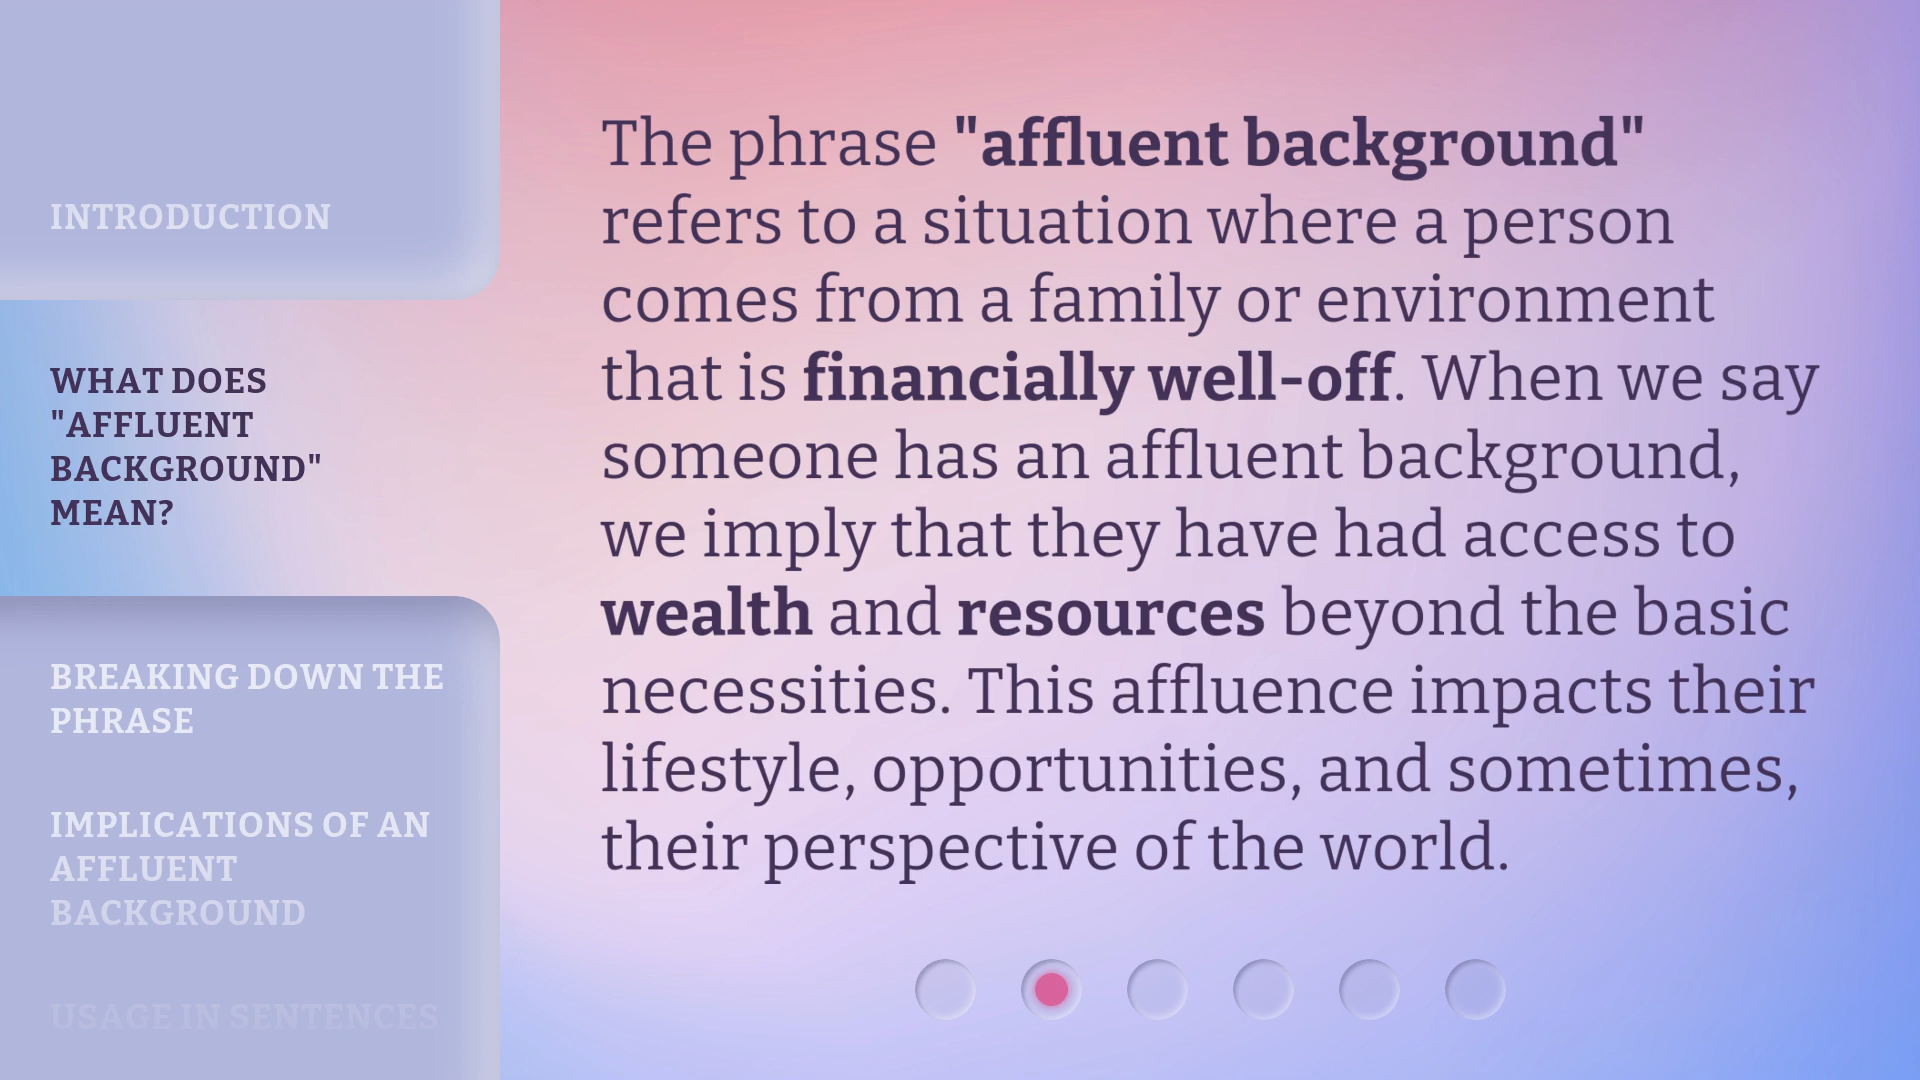 INTRODUCTION
WHAT DOES
"AFFLUENT
BACKGROUND"
MEAN?
BREAKING DOWN THE
PHRASE
IMPLICATIONS OF AN
AFFLUENT
BACKGROUND
USAGE IN SENTENCES
The phrase "affluent background"
refers to a situation where a person
comes from a family or environment
that is financially well-off. When we say
someone has an affluent background,
we imply that they have had access to
wealth and resources beyond the basic
necessities. This affluence impacts their
lifestyle, opportunities, and sometimes,
their perspective of the world.